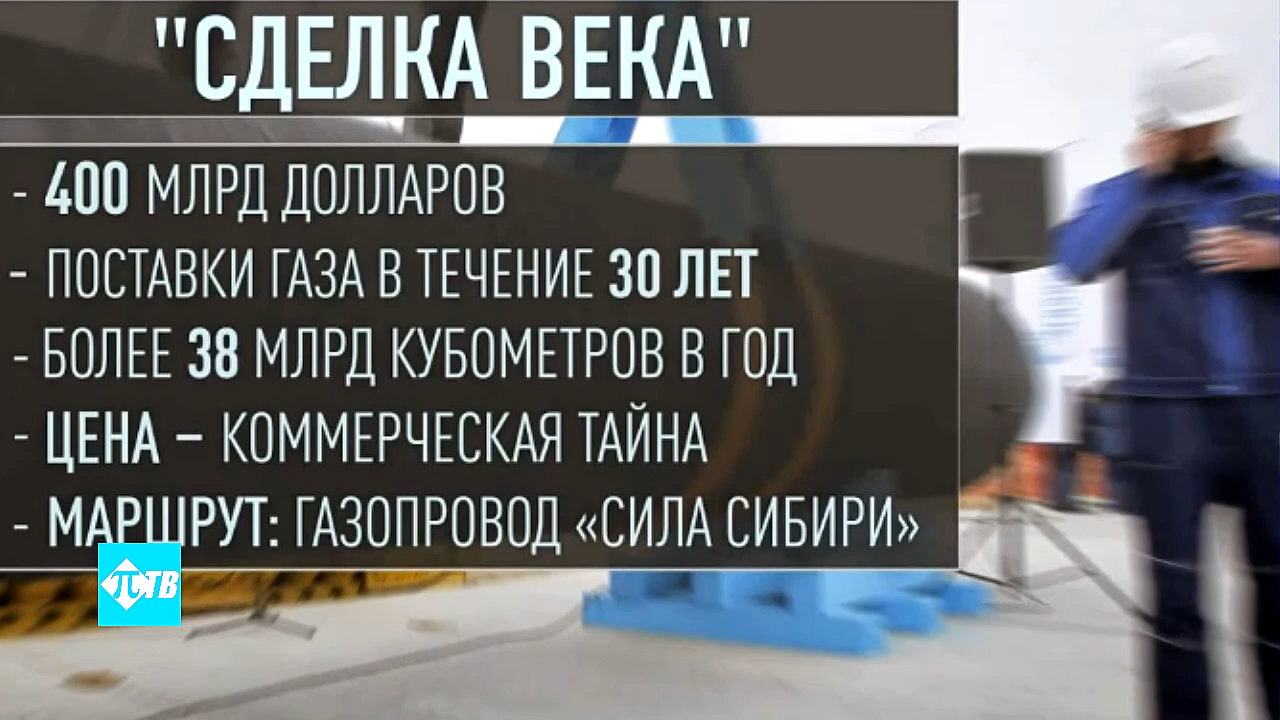 "СДЕЛКА ВЕКА"
- 400 МЛРД ДОЛЛАРОВ
- ПОСТАВКИ ГАЗА В ТЕЧЕНИЕ 30 ЛЕТ
- БОЛЕЕ 38 МЛРД КУБОМЕТРОВ В ГОД
- ЦЕНА – КОММЕРЧЕСКАЯ ТАЙНА
- МАРШРУТ: ГАЗОПРОВОД «СИЛА СИБИРИ»
πТВ